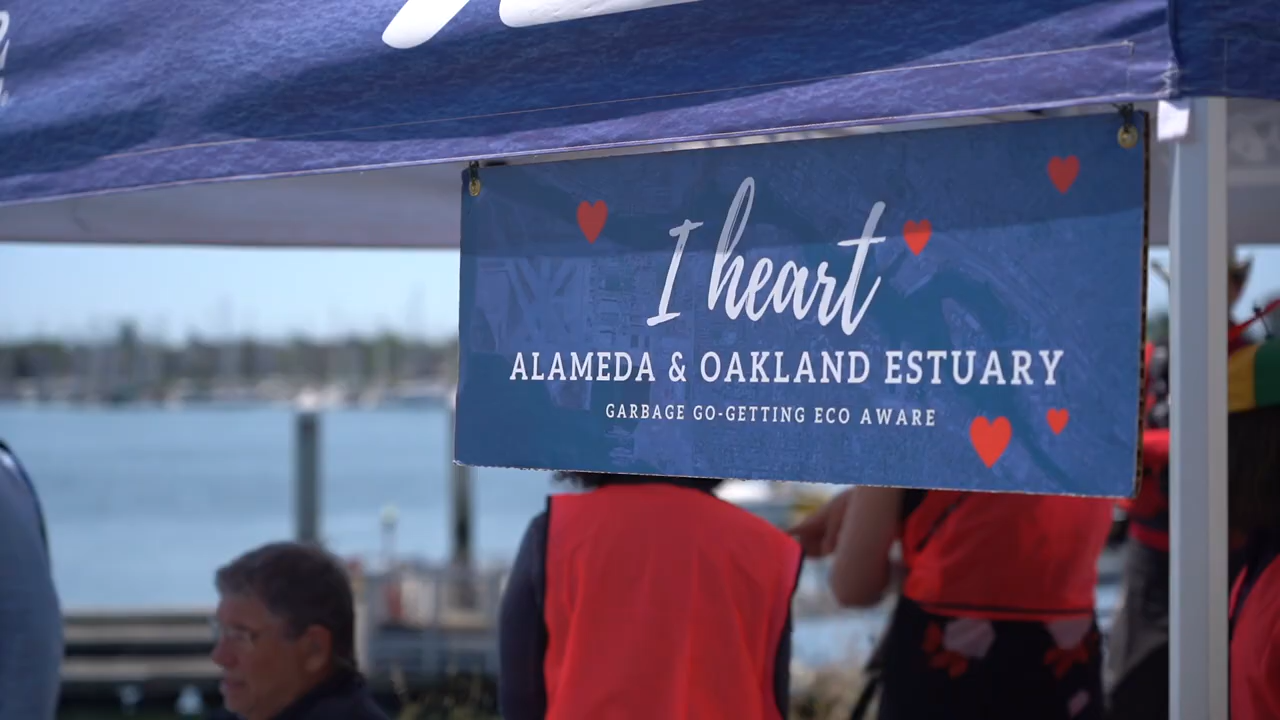 I heart
ALAMEDA & OAKLAND ESTUARY
GARBAGE GO-GETTING ECO AWARE